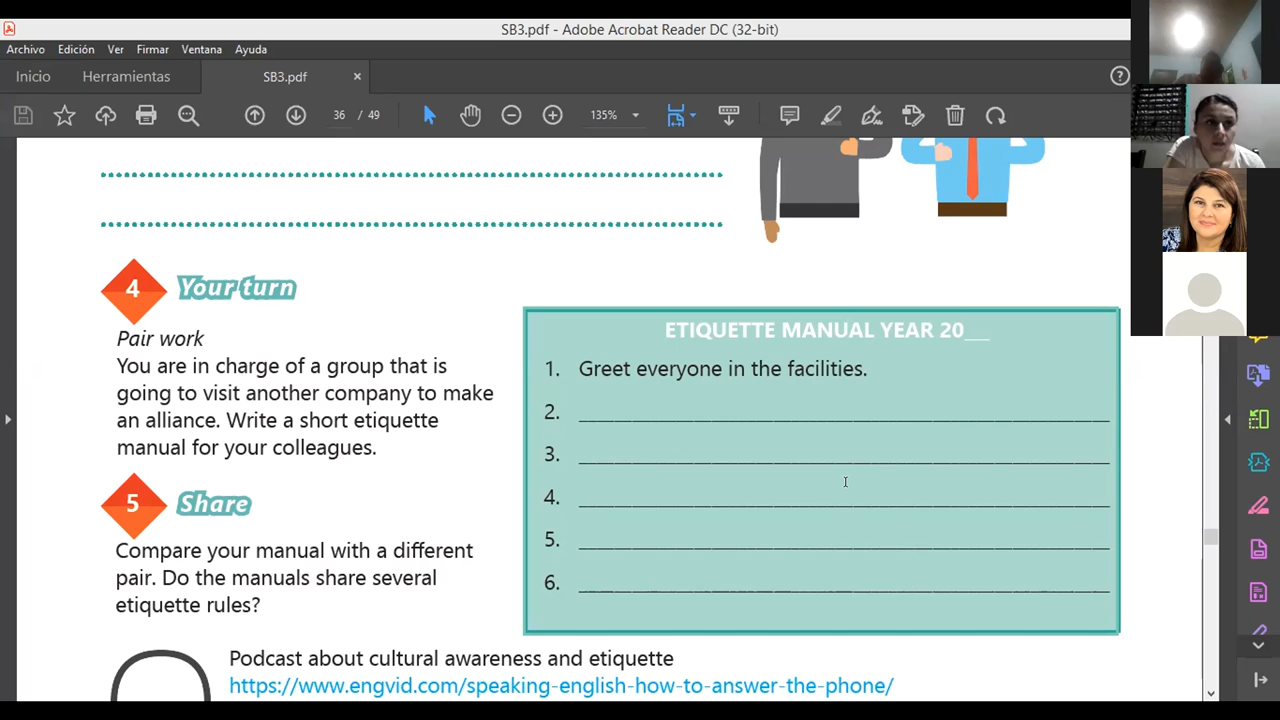 SB3.pdf - Adobe Acrobat Reader DC (32-bit)
Archivo Edición Ver Firmar Ventana Ayuda
Inicio Herramientas SB3.pdf ×
36 / 49 135%
4 Your turn
Pair work
You are in charge of a group that is
going to visit another company to make
an alliance. Write a short etiquette
manual for your colleagues.
5 Share
Compare your manual with a different
pair. Do the manuals share several
etiquette rules?
ETIQUETTE MANUAL YEAR 20__
1. Greet everyone in the facilities.
2.
3.
4.
5.
6.
Podcast about cultural awareness and etiquette
https://www.engvid.com/speaking-english-how-to-answer-the-phone/